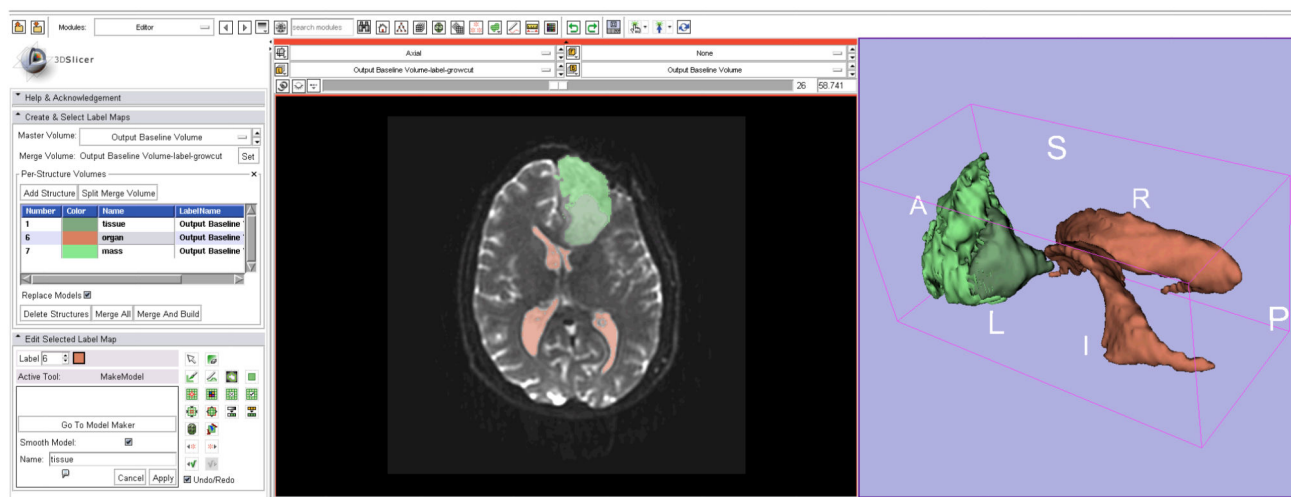 Modules: Editor
search modules
3DSlicer
Help & Acknowledgement
Create & Select Label Maps
Master Volume: Output Baseline Volume
Merge Volume: Output Baseline Volume-label-growcut Set
Per-Structure Volumes
Add Structure Split Merge Volume
Number Color Name LabelName
1 tissue Output Baseline
6 organ Output Baseline
7 mass Output Baseline
Replace Models
Delete Structures Merge All Merge And Build
Edit Selected Label Map
Label 6
Active Tool: MakeModel
Go To Model Maker
Smooth Model:
Name: tissue
Cancel Apply
Undo/Redo
Axial None
Output Baseline Volume-label-growcut Output Baseline Volume
26 58.741
S
R
A
L
I
P